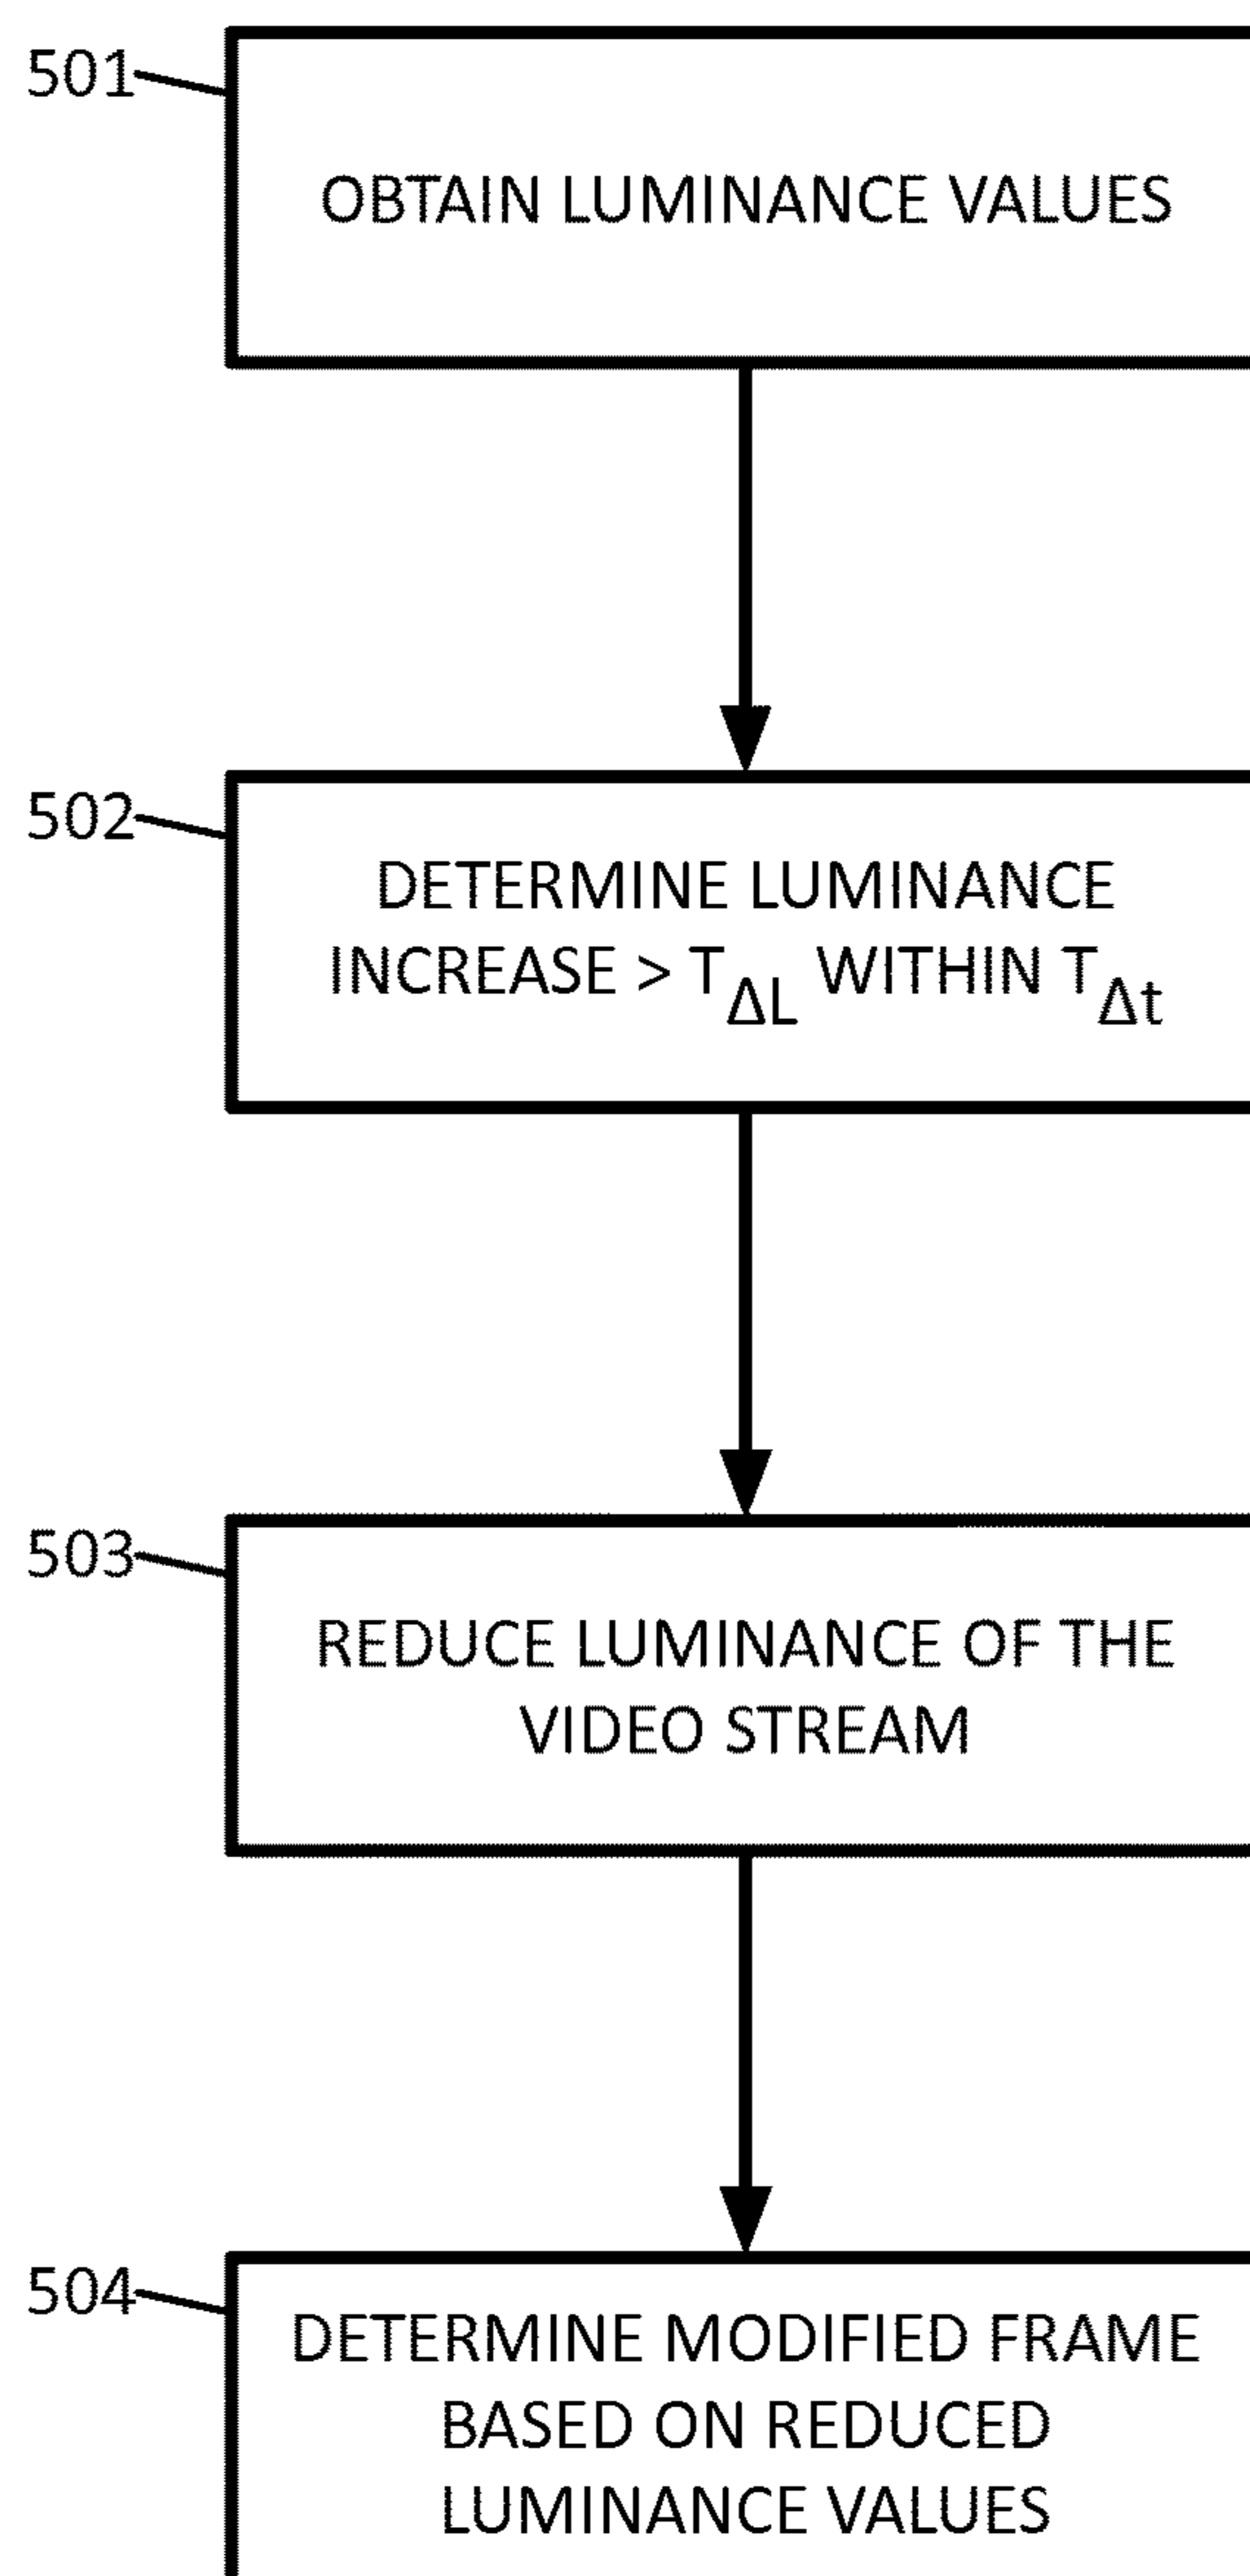 501
OBTAIN LUMINANCE VALUES
502
DETERMINE LUMINANCE
INCREASE > TΔL WITHIN TΔt
503
REDUCE LUMINANCE OF THE
VIDEO STREAM
504
DETERMINE MODIFIED FRAME
BASED ON REDUCED
LUMINANCE VALUES